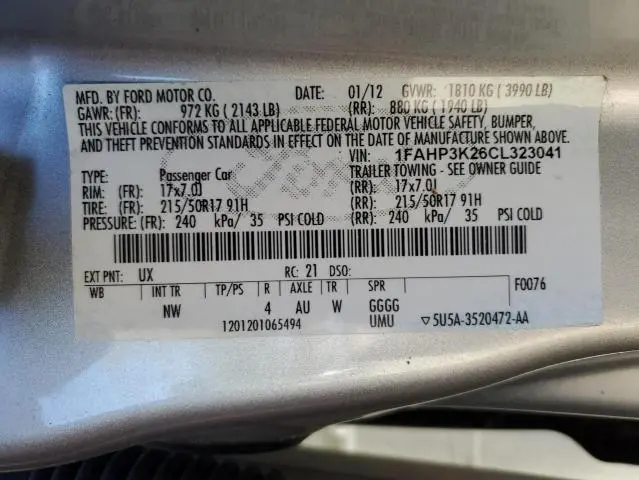 MFD. BY FORD MOTOR CO. DATE: 01/12 GVWR: 1810 KG ( 3990 LB)
GAWR: (FR): 972 KG ( 2143 LB) (RR): 880 KG ( 1940 LB)
THIS VEHICLE CONFORMS TO ALL APPLICABLE FEDERAL MOTOR VEHICLE SAFETY, BUMPER,
AND THEFT PREVENTION STANDARDS IN EFFECT ON THE DATE OF MANUFACTURE SHOWN ABOVE.
VIN: 1FAHP3K26CL323041
TYPE: Passenger Car TRAILER TOWING - SEE OWNER GUIDE
RIM: (FR): 17x7.0J (RR): 17x7.0J
TIRE: (FR): 215/50R17 91H (RR): 215/50R17 91H
PRESSURE: (FR): 240 kPa/ 35 PSI COLD (RR): 240 kPa/ 35 PSI COLD
EXT PNT: UX RC: 21 DSO: F0076
WB INT TR TP/PS R AXLE TR SPR
NW 4 AU W GGGG
1201201065494 UMU ▽5U5A-3520472-AA